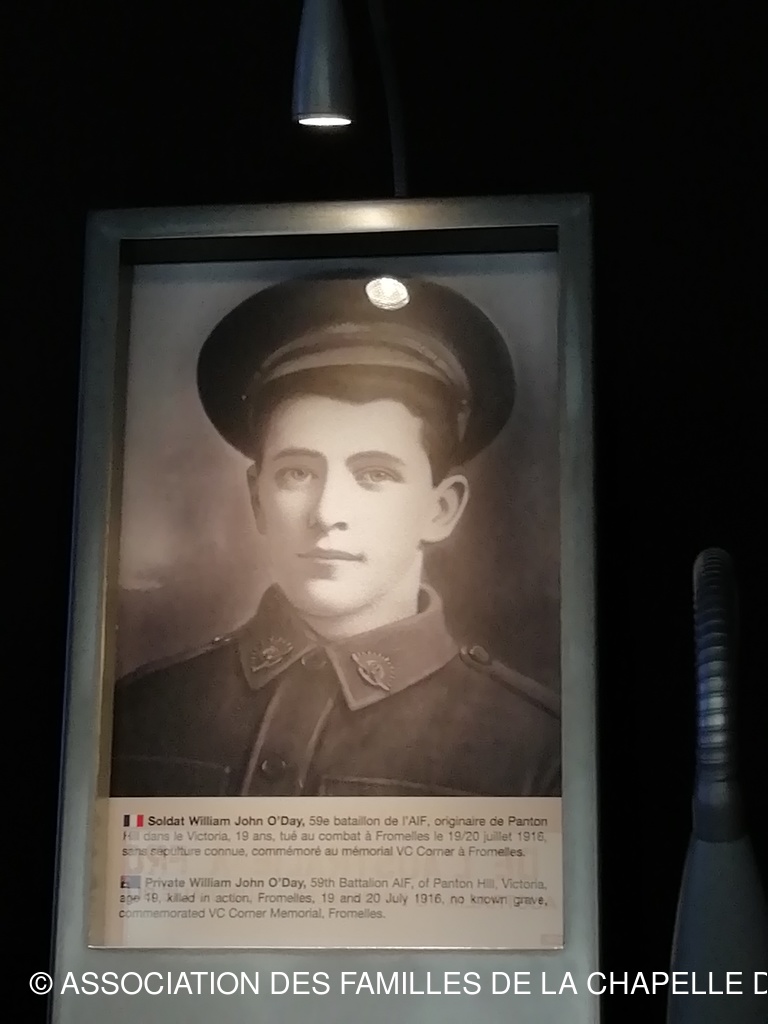 Soldat William John O'Day, 59e bataillon de l'AIF, originaire de Panton
Hill dans le Victoria, 19 ans, tué au combat à Fromelles le 19/20 juillet 1916,
sans sépulture connue, commémoré au mémorial VC Corner à Fromelles.
Private William John O'Day, 59th Battalion AIF, of Panton Hill, Victoria,
age 19, killed in action, Fromelles, 19 and 20 July 1916, no known grave,
commemorated VC Corner Memorial, Fromelles.
© ASSOCIATION DES FAMILLES DE LA CHAPELLE D